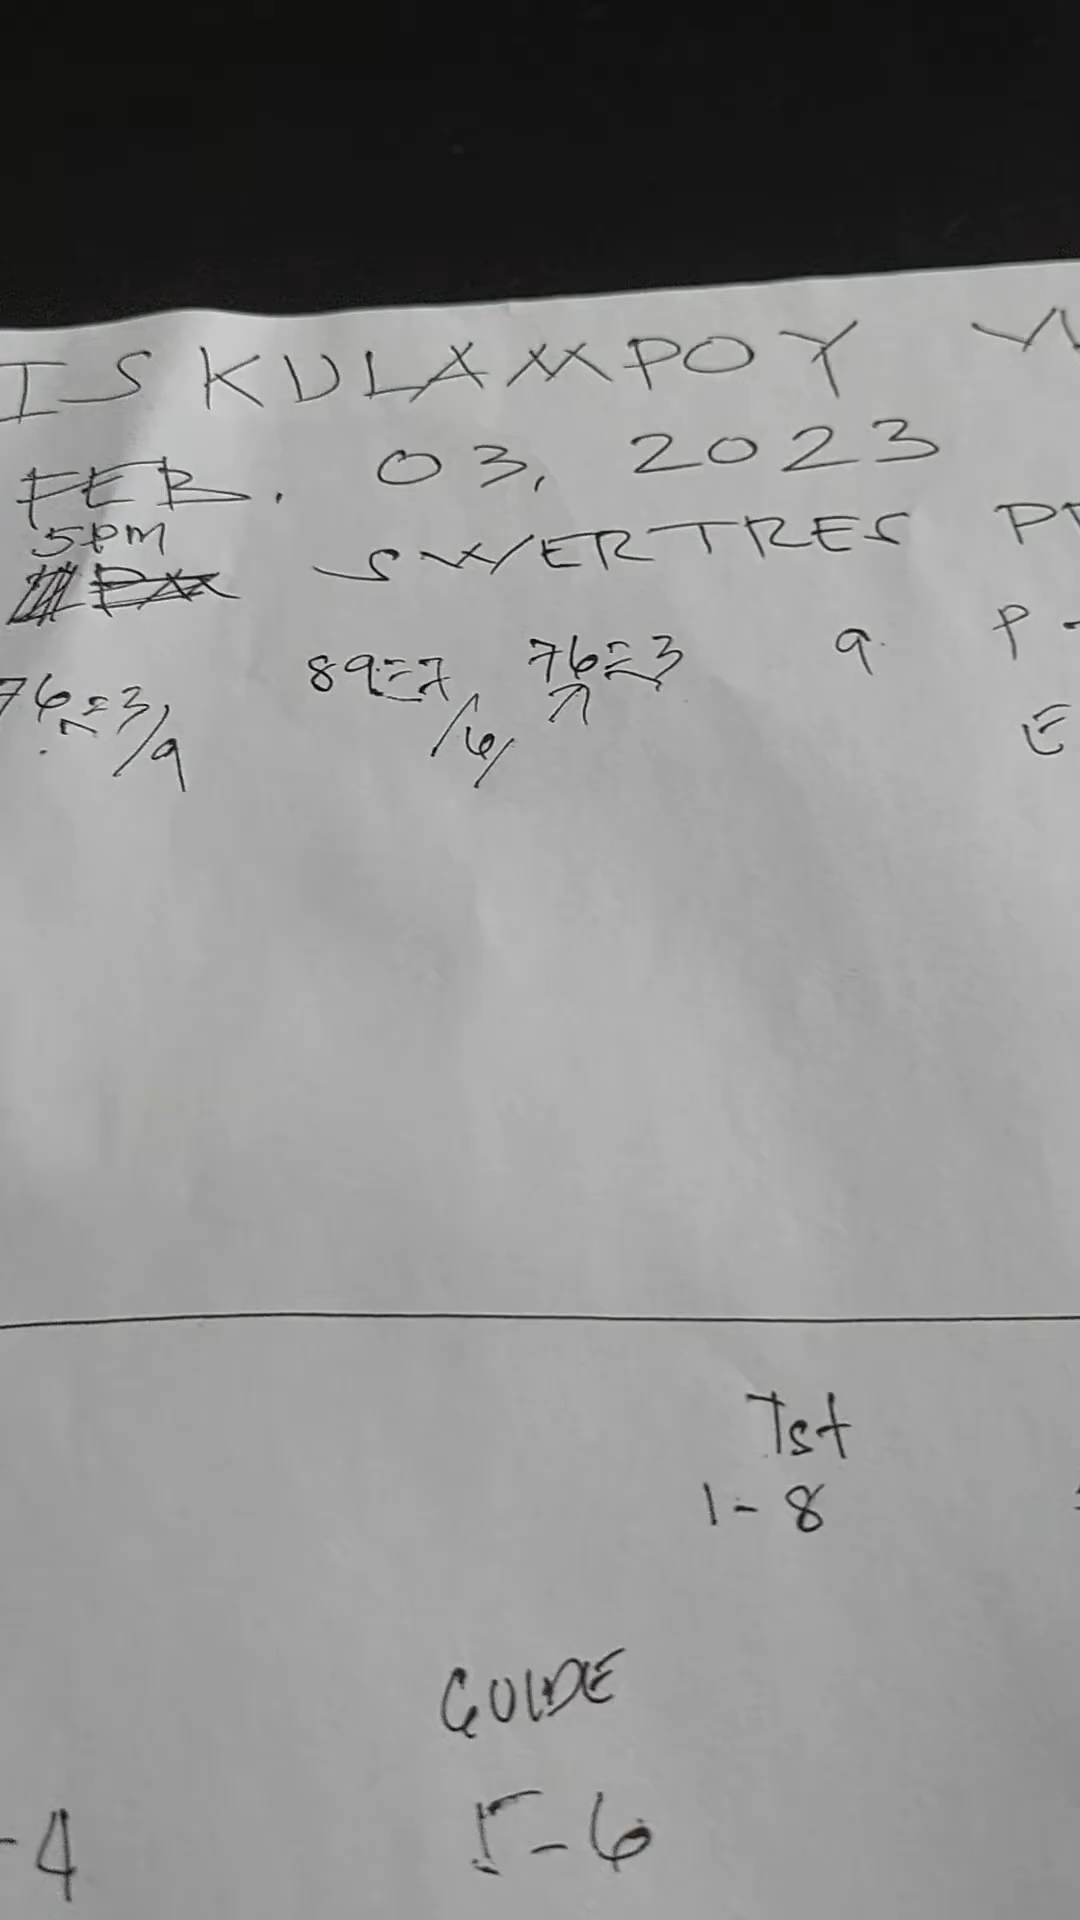 ISKULAMPOY
FEB. 03, 2023
5PM SWERTRES
76=3/9 89=7/6/ 76=3 9 P
E
Tst
1-8
GUIDE
-4 5-6